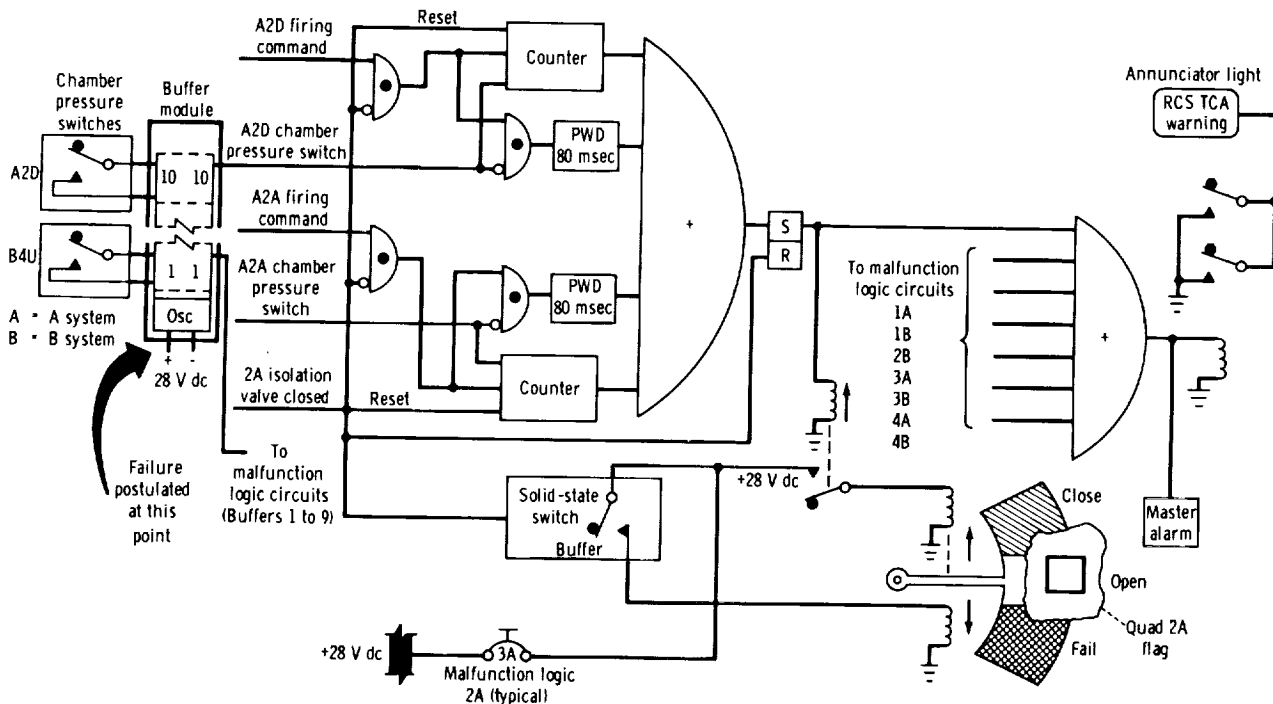 Chamber
pressure
switches
A2D
B4U
A = A system
B = B system
Buffer
module
10 10
1 1
Osc
+ -
28 V dc
Failure
postulated
at this
point
To
malfunction
logic circuits
(Buffers 1 to 9)
Reset
A2D firing
command
A2D chamber
pressure switch
A2A firing
command
A2A chamber
pressure
switch
2A isolation
valve closed
Reset
Counter
PWD
80 msec
PWD
80 msec
Counter
+
S
R
Solid-state
switch
Buffer
+28 V dc
3A
Malfunction logic
2A (typical)
+28 V dc
To malfunction
logic circuits
1A
1B
2B
3A
3B
4A
4B
+
Annunciator light
RCS TCA
warning
Master
alarm
Close
Open
Fail
Quad 2A
flag